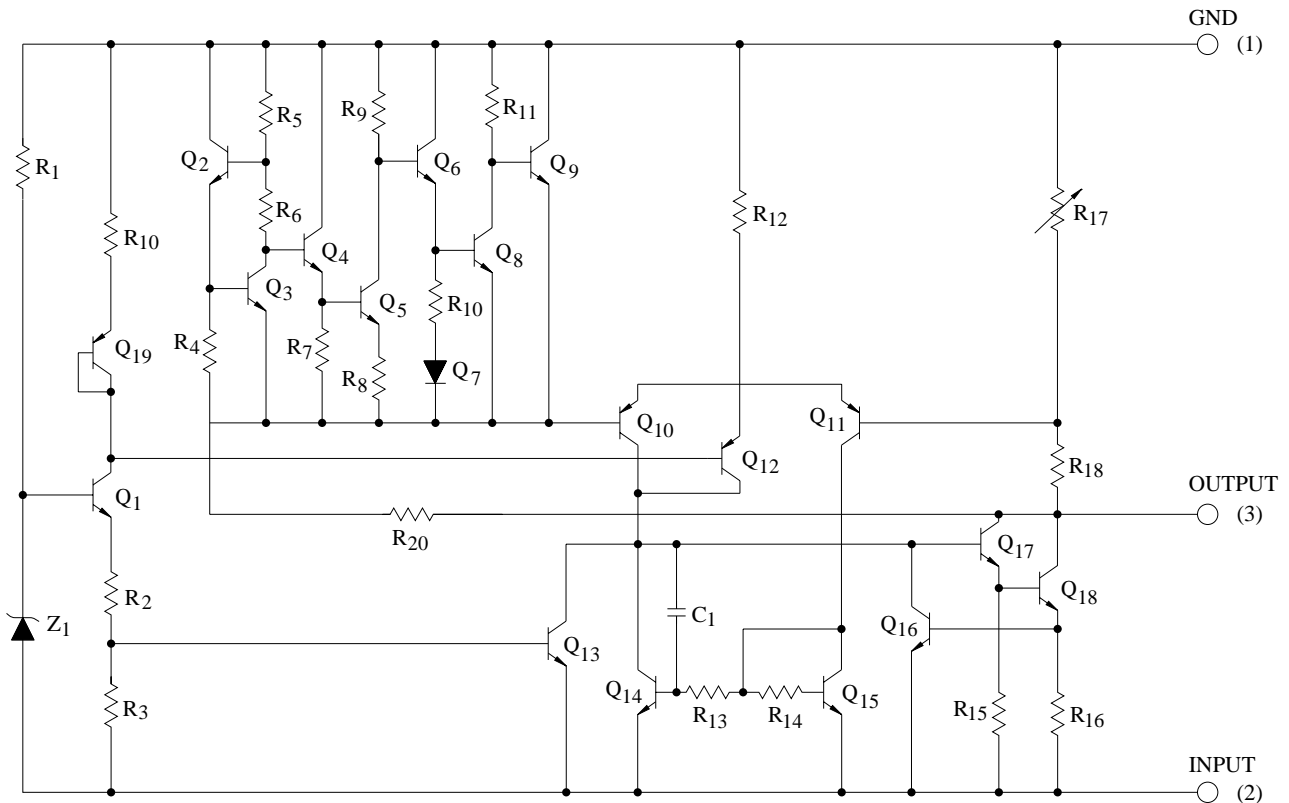 GND
(1)
R5
R9
R11
Q2
Q6
Q9
R1
R6
R12
R17
R10
Q4
Q8
Q3
Q5
R10
R4
Q19
R7
R8
Q7
Q10
Q11
Q12
R18
Q1
OUTPUT
(3)
R20
Q17
R2
Q18
Z1
C1
Q16
Q13
Q14
Q15
R3
R13
R14
R15
R16
INPUT
(2)